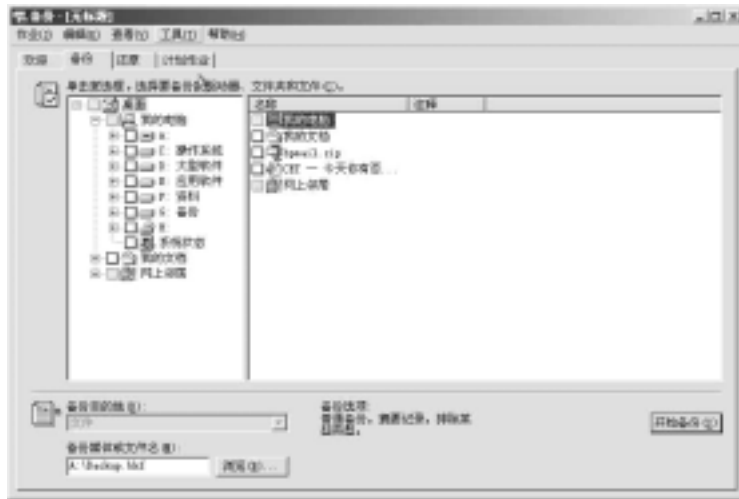 备份 - [无标题]
作业(J) 编辑(E) 查看(V) 工具(T) 帮助(H)
欢迎 备份 还原 计划作业
单击复选框，选择要备份的驱动器、文件夹和文件(C)。
桌面
我的电脑
A:
C: 操作系统
D: 大型软件
E: 应用软件
F: 资料
G: 备份
H:
系统状态
我的文档
网上邻居
名称 注释
我的电脑
我的文档
CHT — 今天你有否...
网上邻居
备份目的地(B):
文件
备份媒体或文件名(M):
A:\Backup.bkf
浏览(R)...
备份选项:
普通备份。摘要记录。排除某
开始备份(S)